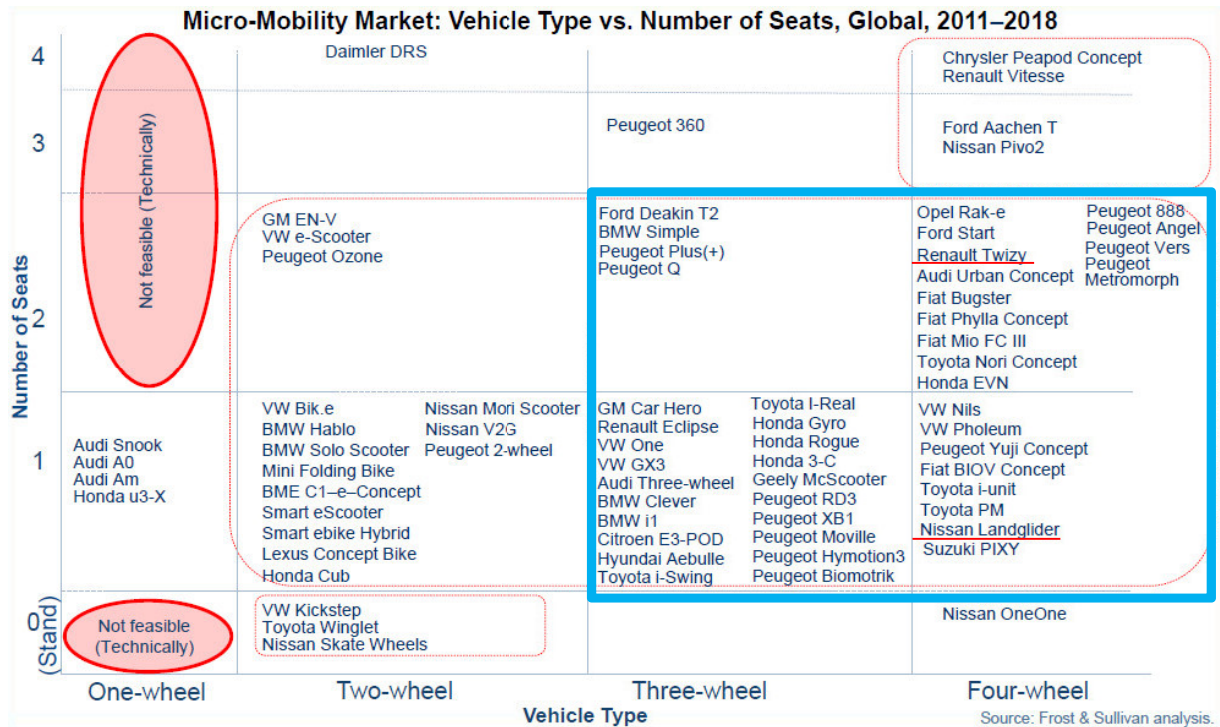 Micro-Mobility Market: Vehicle Type vs. Number of Seats, Global, 2011–2018
Number of Seats
4
3
2
1
0
(Stand)
Not feasible (Technically)
Daimler DRS
Chrysler Peapod Concept
Renault Vitesse
Peugeot 360
Ford Aachen T
Nissan Pivo2
GM EN-V
VW e-Scooter
Peugeot Ozone
Ford Deakin T2
BMW Simple
Peugeot Plus(+)
Peugeot Q
Opel Rak-e
Ford Start
Renault Twizy
Audi Urban Concept
Fiat Bugster
Fiat Phylla Concept
Fiat Mio FC III
Toyota Nori Concept
Honda EVN
Peugeot 888
Peugeot Angel
Peugeot Vers
Peugeot
Metromorph
Audi Snook
Audi A0
Audi Am
Honda u3-X
VW Bik.e
BMW Hablo
BMW Solo Scooter
Mini Folding Bike
BME C1–e–Concept
Smart eScooter
Smart ebike Hybrid
Lexus Concept Bike
Honda Cub
Nissan Mori Scooter
Nissan V2G
Peugeot 2-wheel
GM Car Hero
Renault Eclipse
VW One
VW GX3
Audi Three-wheel
BMW Clever
BMW i1
Citroen E3-POD
Hyundai Aebulle
Toyota i-Swing
Toyota I-Real
Honda Gyro
Honda Rogue
Honda 3-C
Geely McScooter
Peugeot RD3
Peugeot XB1
Peugeot Moville
Peugeot Hymotion3
Peugeot Biomotrik
VW Nils
VW Pholeum
Peugeot Yuji Concept
Fiat BIOV Concept
Toyota i-unit
Toyota PM
Nissan Landglider
Suzuki PIXY
Not feasible
(Technically)
VW Kickstep
Toyota Winglet
Nissan Skate Wheels
Nissan OneOne
One-wheel
Two-wheel
Three-wheel
Four-wheel
Vehicle Type
Source: Frost & Sullivan analysis.